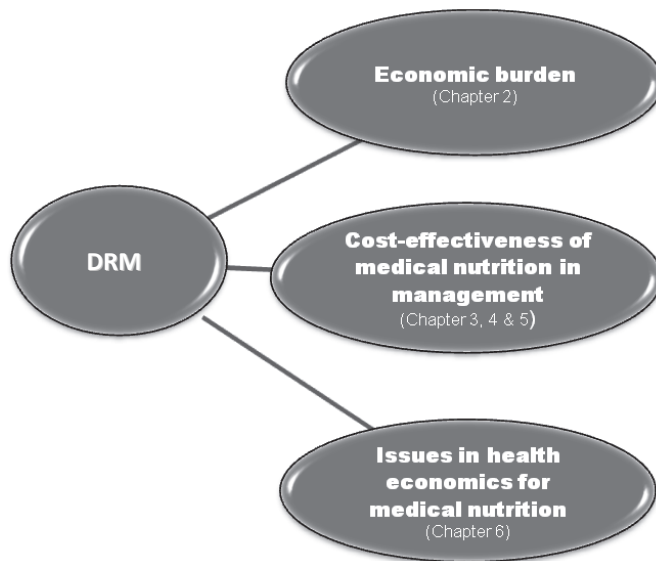 Economic burden
(Chapter 2)
DRM
Cost-effectiveness of
medical nutrition in
management
(Chapter 3, 4 & 5)
Issues in health
economics for
medical nutrition
(Chapter 6)